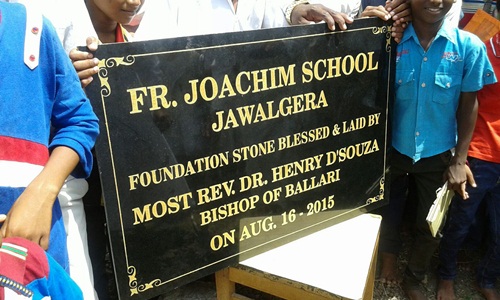 FR. JOACHIM SCHOOL
JAWALGERA
FOUNDATION STONE BLESSED & LAID BY
MOST REV. DR. HENRY D'SOUZA
BISHOP OF BALLARI
ON AUG. 16 - 2015